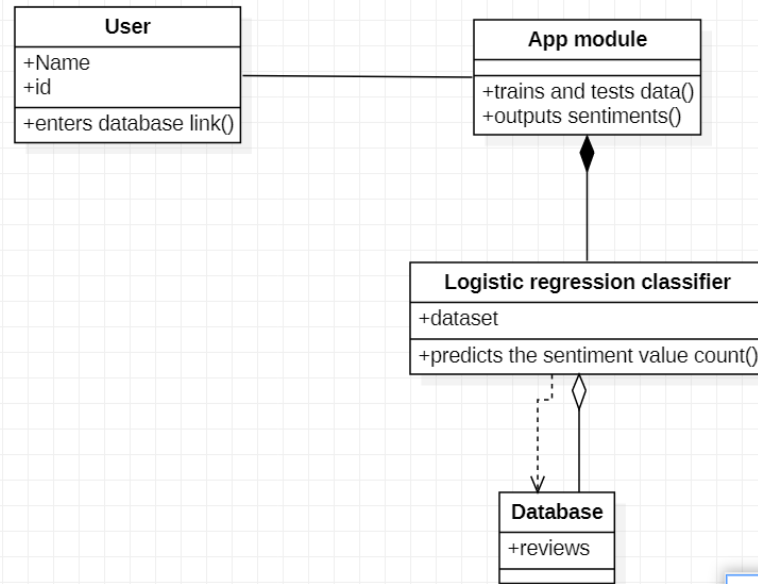 User
+Name
+id
+enters database link()
App module
+trains and tests data()
+outputs sentiments()
Logistic regression classifier
+dataset
+predicts the sentiment value count()
Database
+reviews